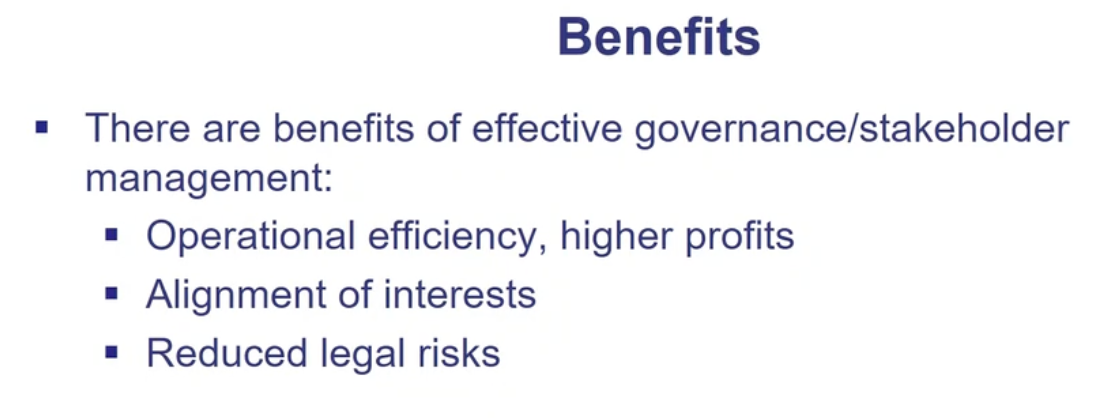 Benefits
▪ There are benefits of effective governance/stakeholder
management:
▪ Operational efficiency, higher profits
▪ Alignment of interests
▪ Reduced legal risks